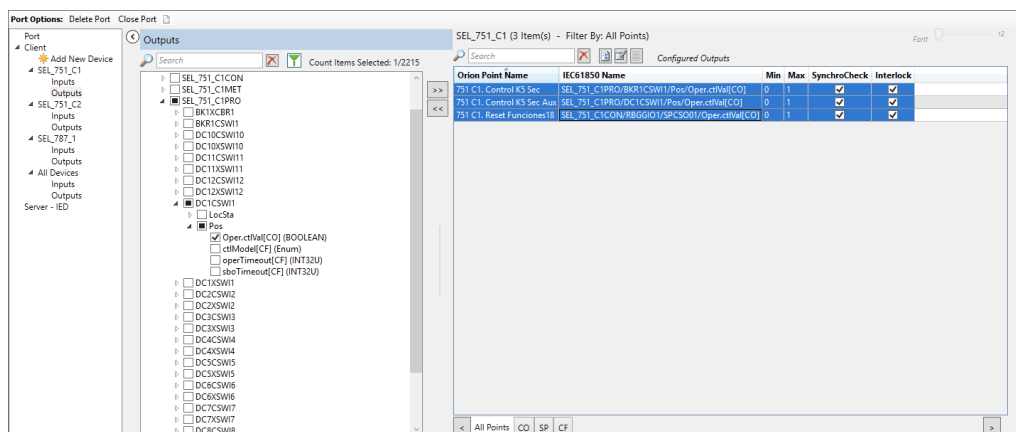 Port Options: Delete Port Close Port
Port
Client
Add New Device
SEL_751_C1
Inputs
Outputs
SEL_751_C2
Inputs
Outputs
SEL_787_1
Inputs
Outputs
All Devices
Inputs
Outputs
Server - IED
Outputs
Search
Count Items Selected: 1/2215
SEL_751_C1CON
SEL_751_C1MET
SEL_751_C1PRO
BK1XCBR1
BKR1CSWI1
DC10CSWI10
DC10XSWI10
DC11CSWI11
DC11XSWI11
DC12CSWI12
DC12XSWI12
DC1CSWI1
LocSta
Pos
Oper.ctlVal[CO] (BOOLEAN)
ctlModel[CF] (Enum)
operTimeout[CF] (INT32U)
sboTimeout[CF] (INT32U)
DC1XSWI1
DC2CSWI2
DC2XSWI2
DC3CSWI3
DC3XSWI3
DC4CSWI4
DC4XSWI4
DC5CSWI5
DC5XSWI5
DC6CSWI6
DC6XSWI6
DC7CSWI7
DC7XSWI7
DC8CSWI8
>>
<<
SEL_751_C1 (3 Item(s) - Filter By: All Points)
Font 12
Search
Configured Outputs
Orion Point Name IEC61850 Name Min Max SynchroCheck Interlock
751 C1. Control K5 Sec SEL_751_C1PRO/BKR1CSWI1/Pos/Oper.ctlVal[CO] 0 1
751 C1. Control K5 Sec Aux SEL_751_C1PRO/DC1CSWI1/Pos/Oper.ctlVal[CO] 0 1
751 C1. Reset Funciones18 SEL_751_C1CON/RBGGIO1/SPCSO01/Oper.ctlVal[CO] 0 1
< All Points CO SP CF >